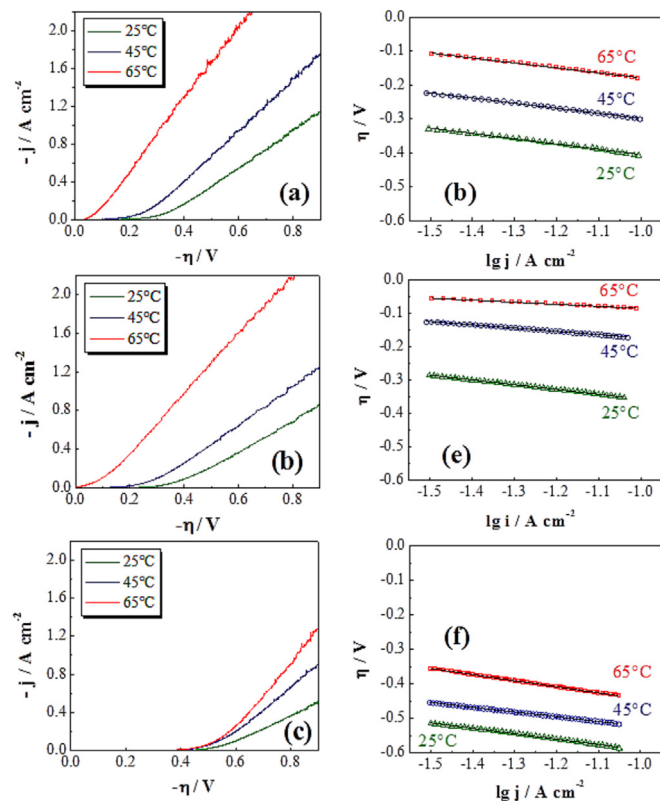 - j / A cm-2
2.0
1.6
1.2
0.8
0.4
0.0
25℃
45℃
65℃
(a)
0.0 0.2 0.4 0.6 0.8
-η / V
η / V
0.0
-0.1
-0.2
-0.3
-0.4
-0.5
-0.6
65°C
45°C
25°C
(b)
-1.5 -1.4 -1.3 -1.2 -1.1 -1.0
lg j / A cm-2
- j / A cm-2
2.0
1.6
1.2
0.8
0.4
0.0
25℃
45℃
65℃
(b)
0.0 0.2 0.4 0.6 0.8
-η / V
η / V
0.0
-0.1
-0.2
-0.3
-0.4
-0.5
-0.6
65°C
45°C
25°C
(e)
-1.5 -1.4 -1.3 -1.2 -1.1 -1.0
lg i / A cm-2
- j / A cm-2
2.0
1.6
1.2
0.8
0.4
0.0
25℃
45℃
65℃
(c)
0.0 0.2 0.4 0.6 0.8
-η / V
η / V
0.0
-0.1
-0.2
-0.3
-0.4
-0.5
-0.6
(f)
65°C
45°C
25°C
-1.5 -1.4 -1.3 -1.2 -1.1 -1.0
lg j / A cm-2